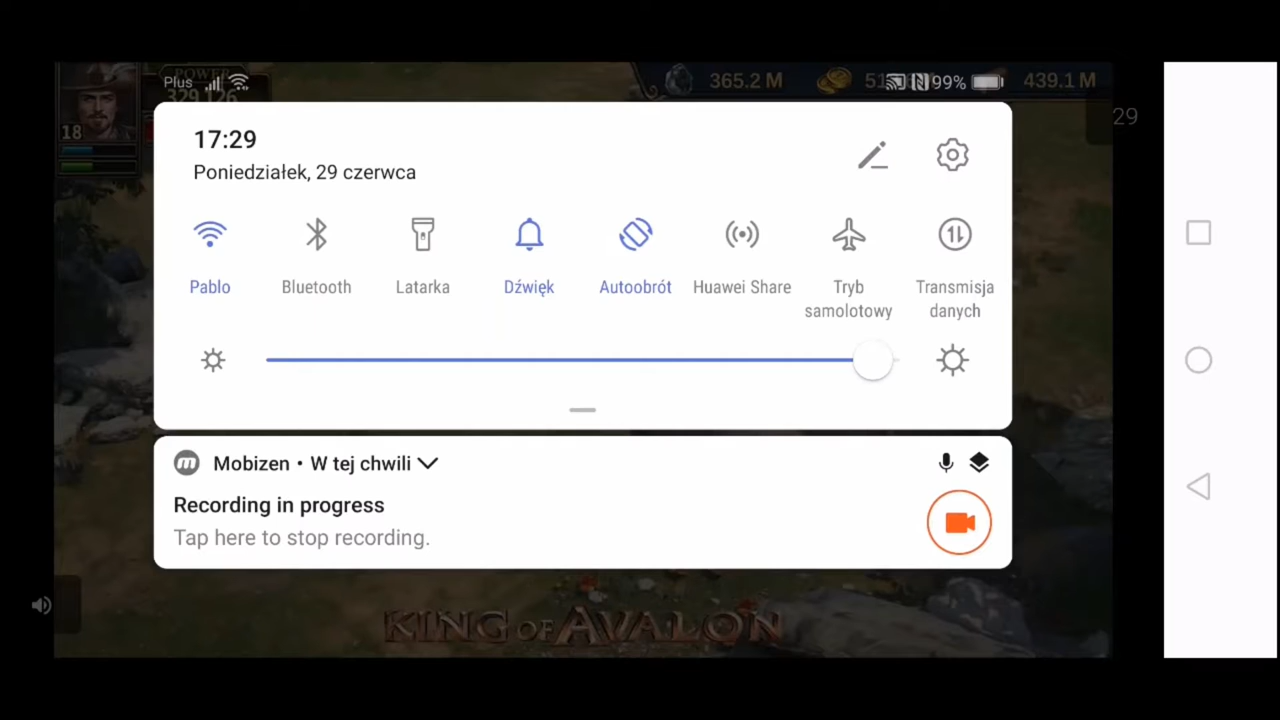 POWER
Plus
365.2 M
99%
439.1 M
18
29
17:29
Poniedziałek, 29 czerwca
Pablo
Bluetooth
Latarka
Dźwięk
Autoobrót
Huawei Share
Tryb samolotowy
Transmisja danych
Mobizen • W tej chwili
Recording in progress
Tap here to stop recording.
KING OF AVALON